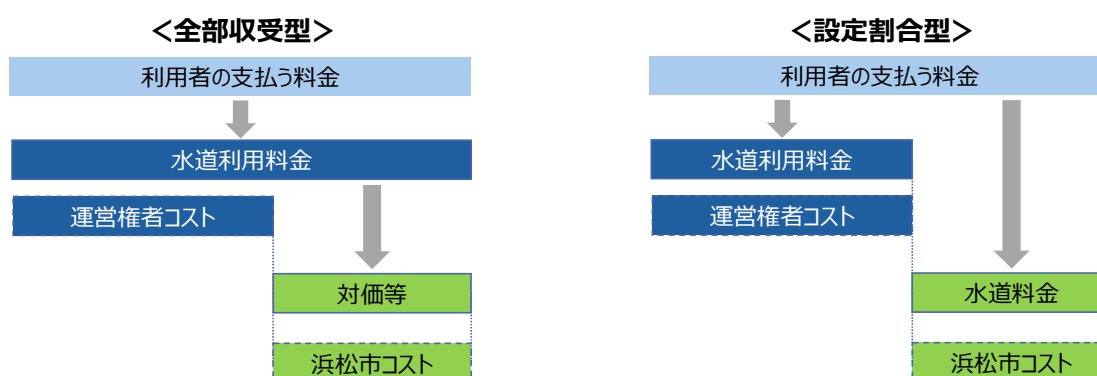 ＜全部収受型＞
利用者の支払う料金
水道利用料金
運営権者コスト
対価等
浜松市コスト
＜設定割合型＞
利用者の支払う料金
水道利用料金
運営権者コスト
水道料金
浜松市コスト